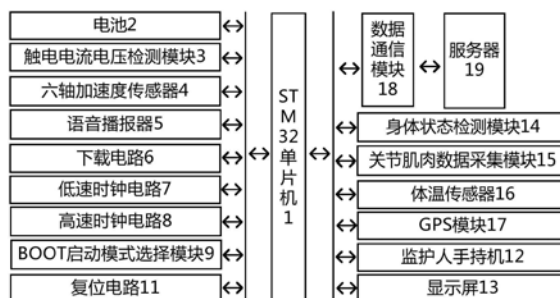 电池2
触电电流电压检测模块3
六轴加速度传感器4
语音播报器5
下载电路6
低速时钟电路7
高速时钟电路8
BOOT启动模式选择模块9
复位电路11
ST
M
32
单
片
机
1
数据
通信
模块
18
服务器
19
身体状态检测模块14
关节肌肉数据采集模块15
体温传感器16
GPS模块17
监护人手持机12
显示屏13